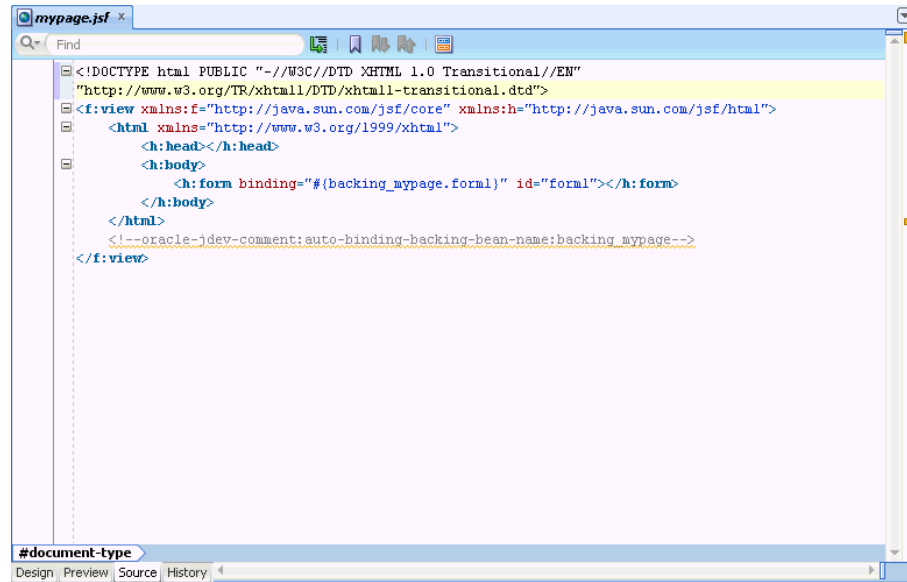 mypage.jsf
Find
<!DOCTYPE html PUBLIC "-//W3C//DTD XHTML 1.0 Transitional//EN"
"http://www.w3.org/TR/xhtml1/DTD/xhtml1-transitional.dtd">
<f:view xmlns:f="http://java.sun.com/jsf/core" xmlns:h="http://java.sun.com/jsf/html">
<html xmlns="http://www.w3.org/1999/xhtml">
<h:head></h:head>
<h:body>
<h:form binding="#{backing_mypage.form1}" id="form1"></h:form>
</h:body>
</html>
<!--oracle-jdev-comment:auto-binding-backing-bean-name:backing_mypage-->
</f:view>
#document-type
Design Preview Source History